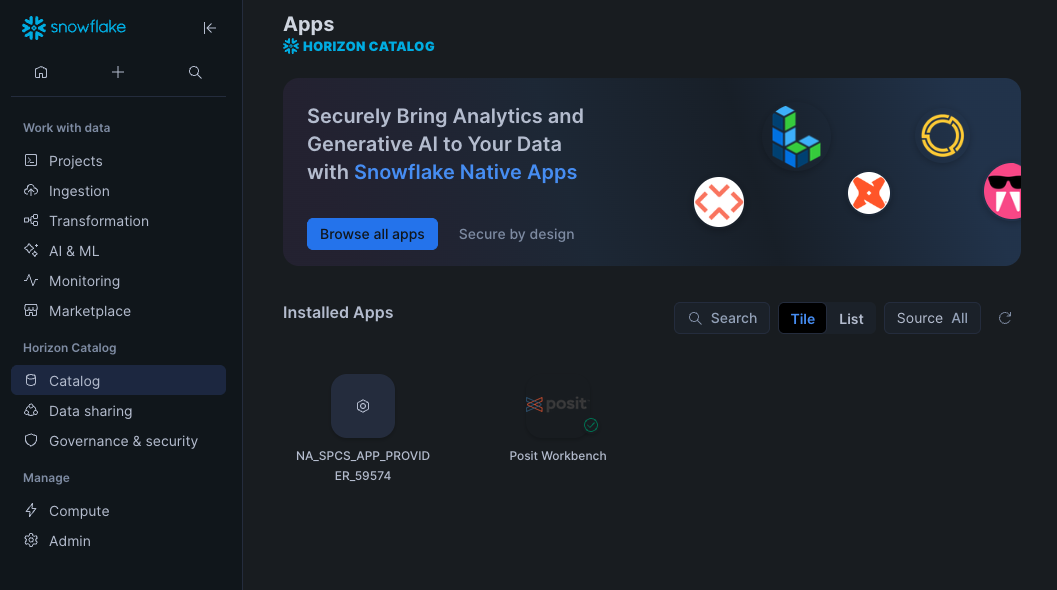 snowflake
Work with data
Projects
Ingestion
Transformation
AI & ML
Monitoring
Marketplace
Horizon Catalog
Catalog
Data sharing
Governance & security
Manage
Compute
Admin
Apps
HORIZON CATALOG
Securely Bring Analytics and
Generative AI to Your Data
with Snowflake Native Apps
Browse all apps Secure by design
Installed Apps
Search Tile List Source All
posit
NA_SPCS_APP_PROVID
ER_59574
Posit Workbench